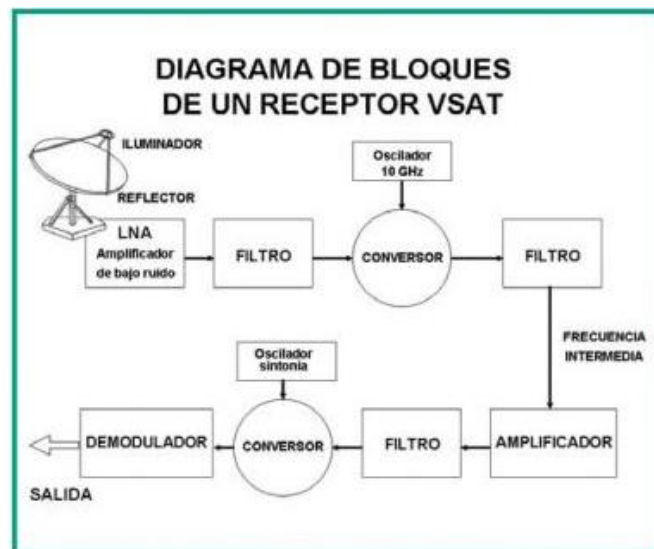 DIAGRAMA DE BLOQUES
DE UN RECEPTOR VSAT
ILUMINADOR
REFLECTOR
Oscilador
10 GHz
LNA
Amplificador
de bajo ruído
FILTRO
CONVERSOR
FILTRO
FRECUENCIA
INTERMEDIA
Oscilador
sintonía
DEMODULADOR
CONVERSOR
FILTRO
AMPLIFICADOR
SALIDA